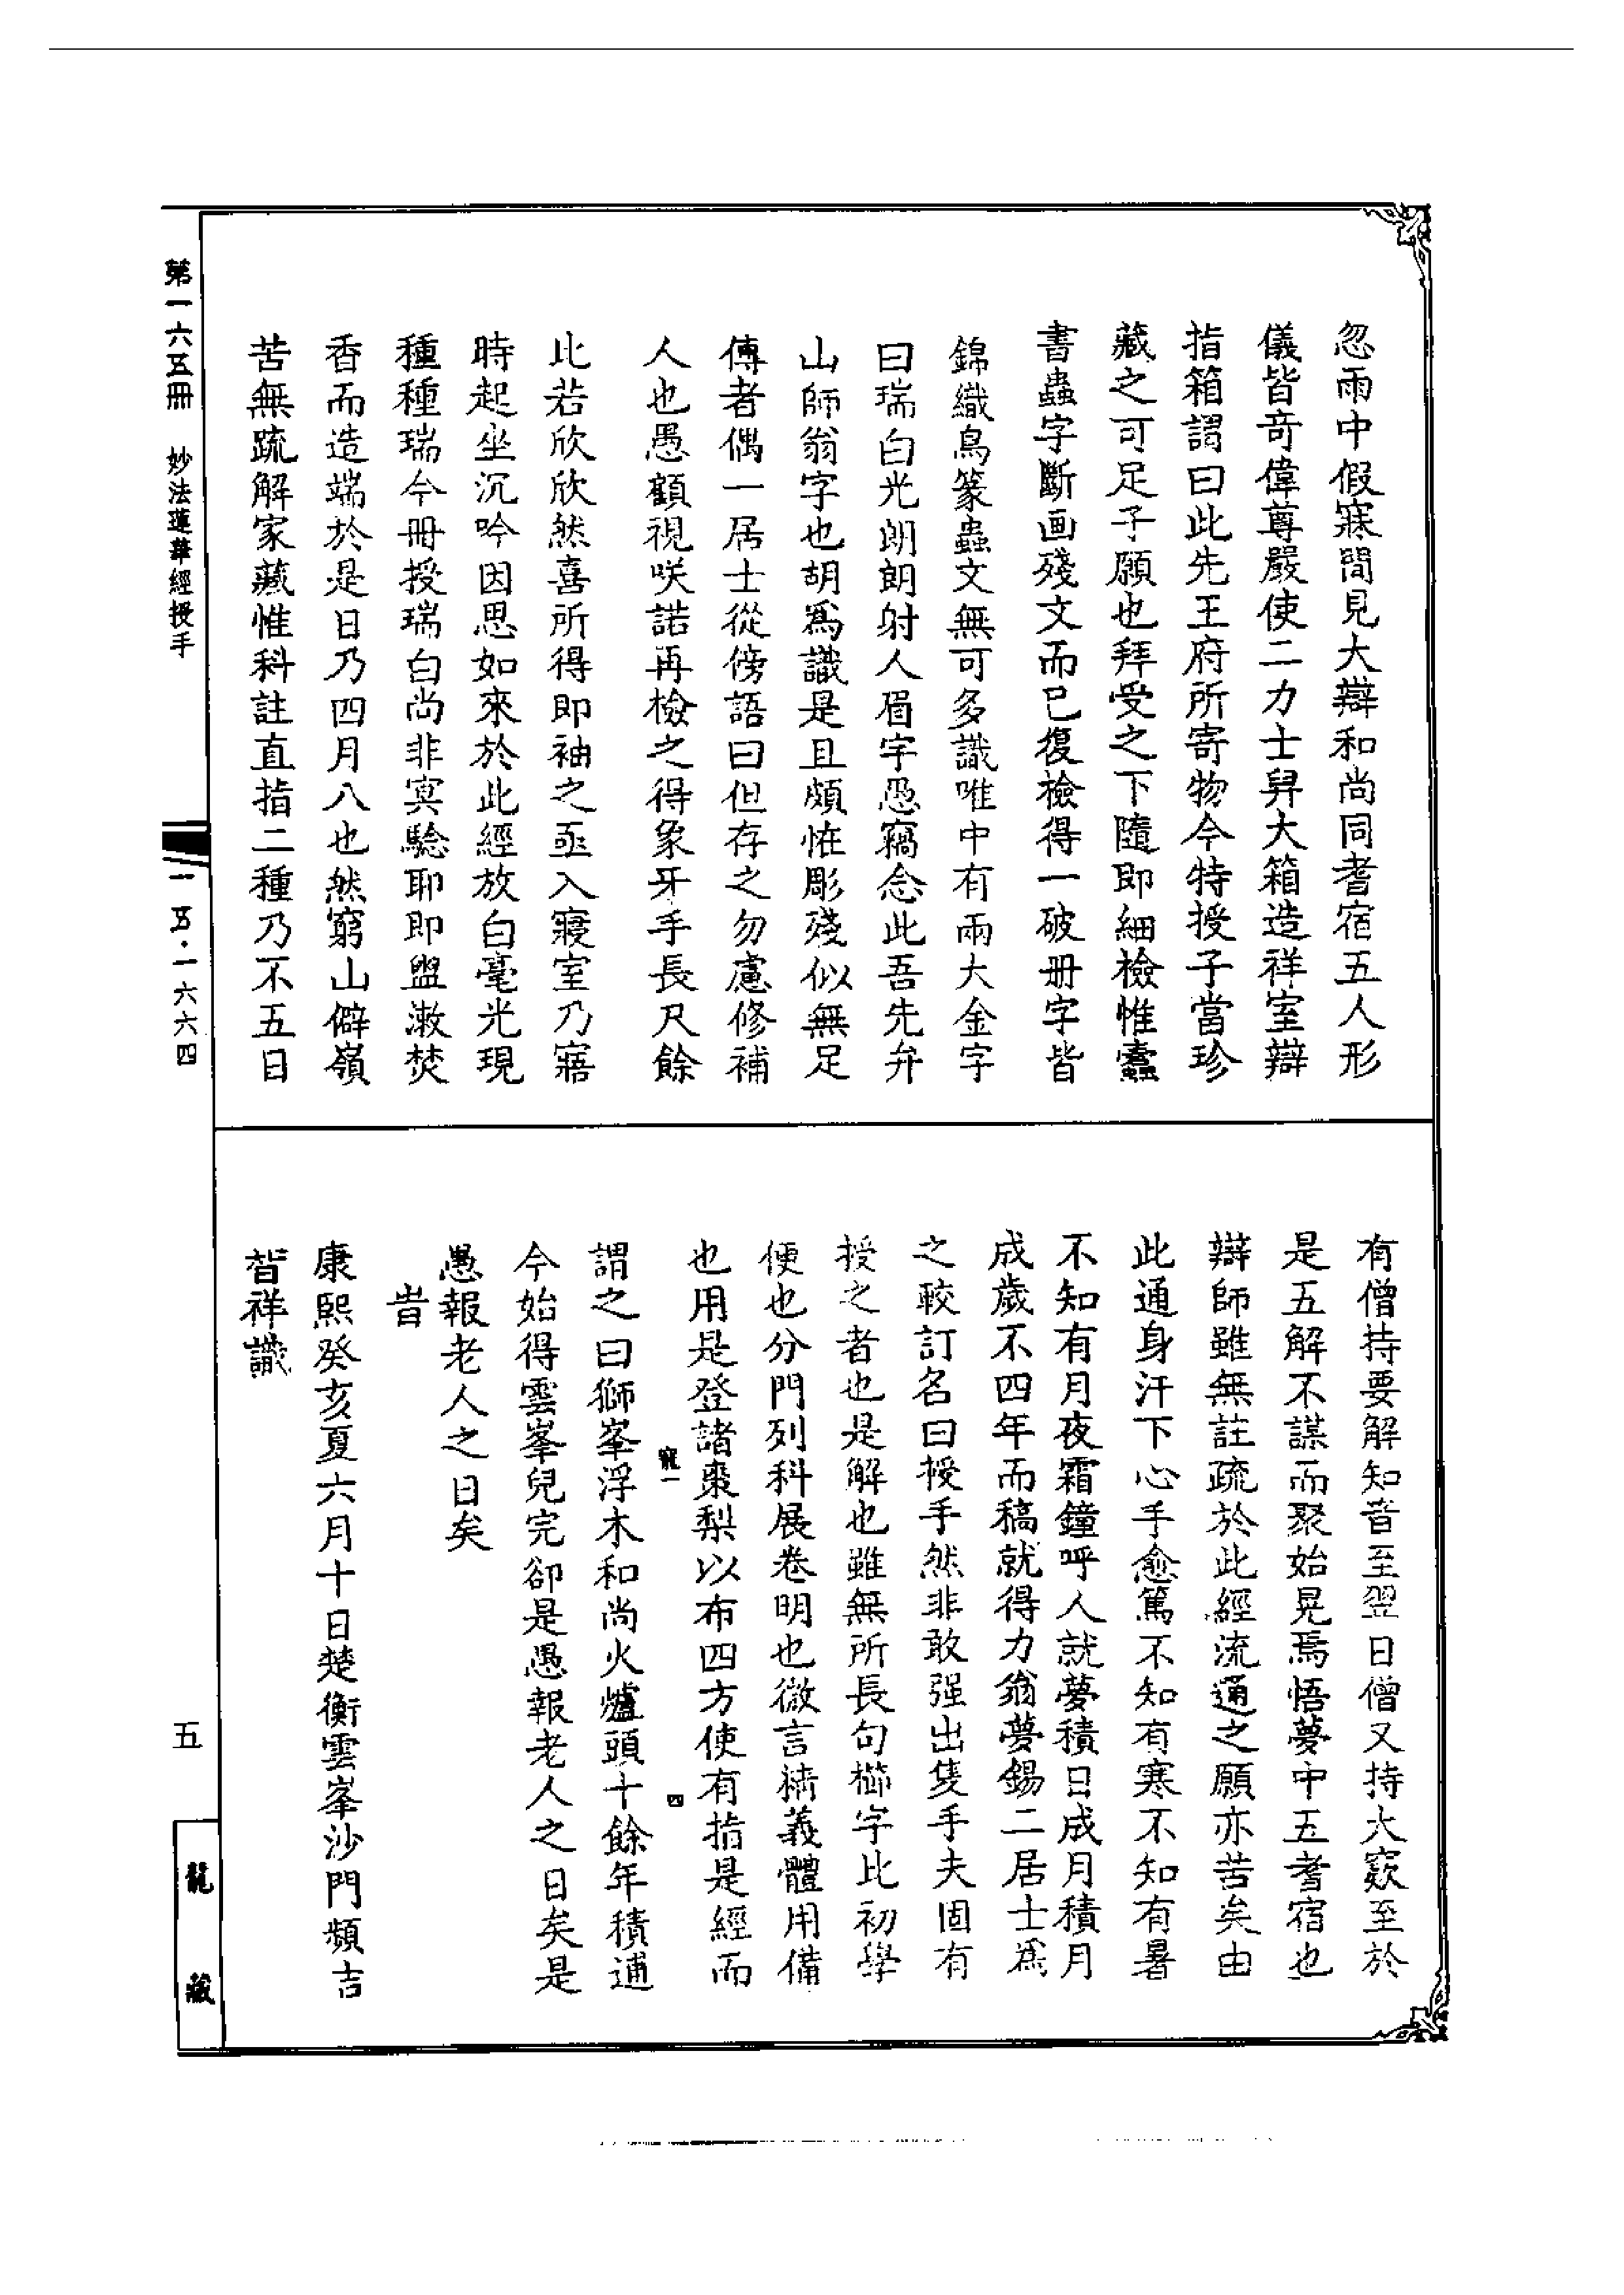 忽雨中假寐間見大辯和尚同耆宿五人形
儀皆奇偉尊嚴使二力士舁大箱造祥室辯
指箱謂曰此先王府所寄物今特授子當珍
藏之可足子願也拜受之下隨即細檢惟蠹
書蟲字斷画殘文而已復檢得一破册字皆
錦織鳥篆蟲文無可多識唯中有兩大金字
曰瑞白光朗朗射人眉宇愚竊念此吾先弁
山師翁字也胡爲識是且頗恠彫殘似無足
傳者偶一居士從傍語曰但存之勿慮修補
人也愚顧視咲諾再檢之得象牙手長尺餘
比若欣欣然喜所得即袖之亟入寢室乃寤
時起坐沉吟因思如來於此經放白毫光現
種種瑞今冊授瑞白尚非冥騐耶即盥漱焚
香而造端於是日乃四月八也然窮山僻嶺
苦無疏解家藏惟科註直指二種乃不五日
有僧持要解知音至翌日僧又持大窾至於
是五解不謀而聚始晃焉悟夢中五耆宿也
辯師雖無註疏於此經流通之願亦苦矣由
此通身汗下心手愈篤不知有寒不知有暑
不知有月夜霜鐘呼人就夢積日成月積月
成歲不四年而稿就得力翁夢錫二居士爲
之較訂名曰授手然非敢强出隻手夫固有
授之者也是解也雖無所長句櫛字比初學
便也分門列科展卷明也微言精義體用備
也用是登諸棗梨以布四方使有指是經而
謂之曰獅峯浮木和尚火爐頭十餘年積逋
今始得雲峯兒完卻是愚報老人之日矣是
愚報老人之日矣
旹
康熙癸亥夏六月十日楚衡雲峯沙門頻吉
智祥識
第一六五冊　妙法蓮華經授手
一五·一六六四
五
龍藏
四